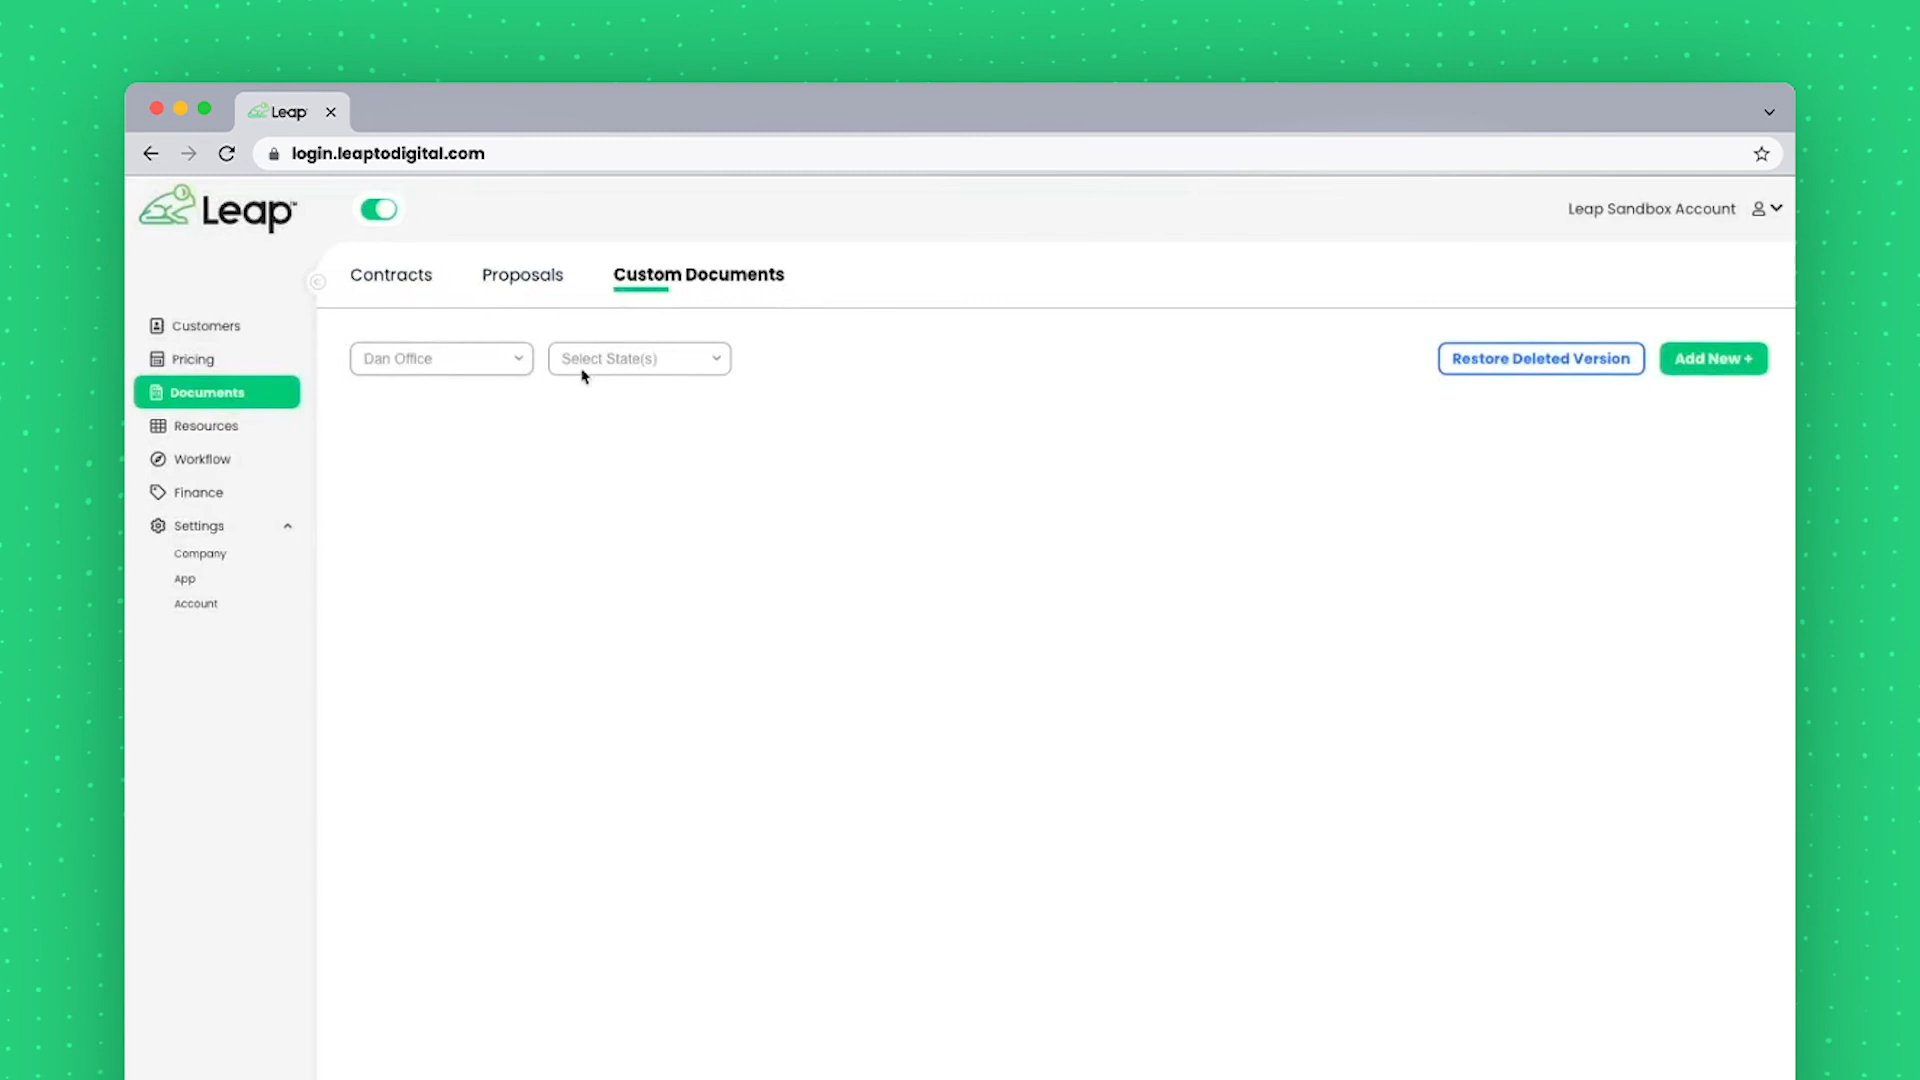 Leap
login.leaptodigital.com
Leap™
Leap Sandbox Account
Contracts
Proposals
Custom Documents
Customers
Pricing
Documents
Resources
Workflow
Finance
Settings
Company
App
Account
Dan Office
Select State(s)
Restore Deleted Version
Add New +